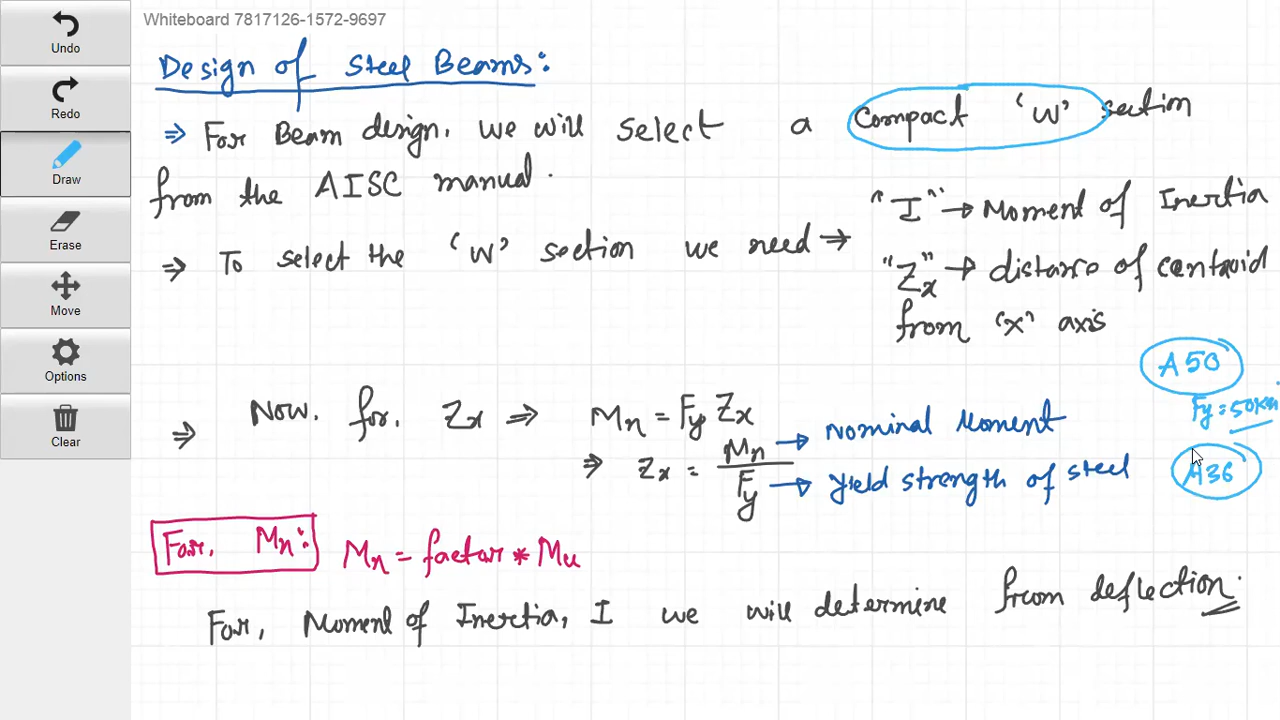 Whiteboard 7817126-1572-9697
Undo
Redo
Draw
Erase
Move
Options
Clear
Design of Steel Beams:
⇒ For Beam design, we will select a Compact 'W' section
from the AISC manual.
⇒ To select the 'W' section we need ⇒ "I" → Moment of Inertia
"Zx" → distance of centroid
from 'x' axis
A50
Fy = 50ksi
A36
⇒ Now, for, Zx ⇒ Mn = Fy Zx
⇒ Zx = Mn / Fy
Mn → nominal Moment
Fy → yield strength of steel
For, Mn: Mn = factor * Mu
For, Moment of Inertia, I we will determine from deflection.